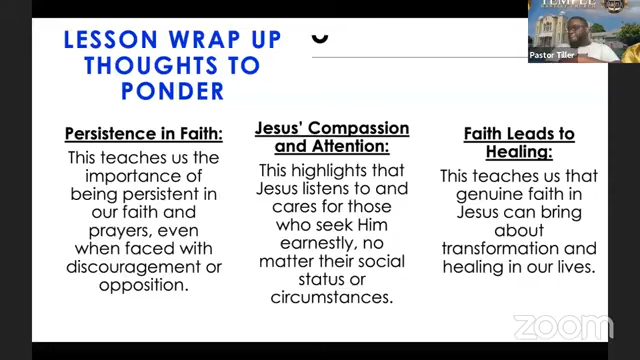 LESSON WRAP UP
THOUGHTS TO
PONDER
Persistence in Faith:
This teaches us the
importance of
being persistent in
our faith and
prayers, even
when faced with
discouragement or
opposition.
Jesus' Compassion
and Attention:
This highlights that
Jesus listens to and
cares for those
who seek Him
earnestly, no
matter their social
status or
circumstances.
Faith Leads to
Healing:
This teaches us that
genuine faith in
Jesus can bring
about
transformation and
healing in our lives.
TEMPLE
Pastor Tiller
zoom